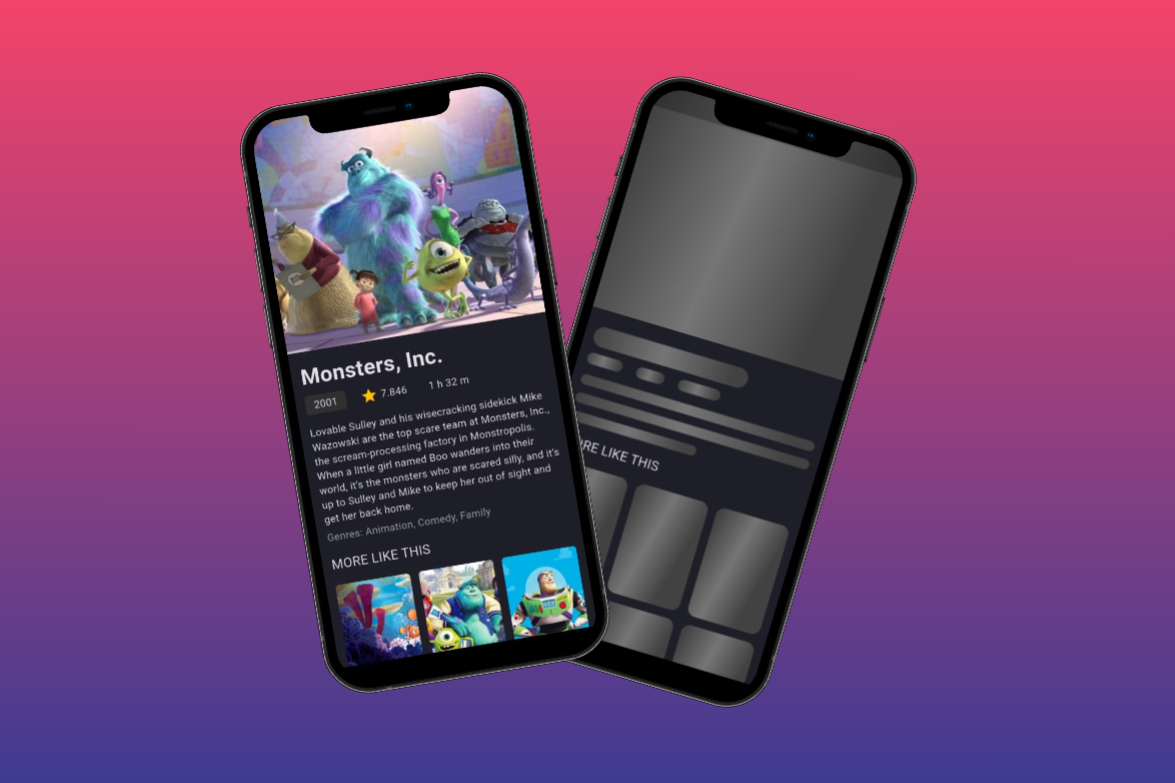 Monsters, Inc.
2001 7.846 1 h 32 m
Lovable Sulley and his wisecracking sidekick Mike
Wazowski are the top scare team at Monsters, Inc.,
the scream-processing factory in Monstropolis.
When a little girl named Boo wanders into their
world, it's the monsters who are scared silly, and it's
up to Sulley and Mike to keep her out of sight and
get her back home.
Genres: Animation, Comedy, Family
MORE LIKE THIS
RE LIKE THIS